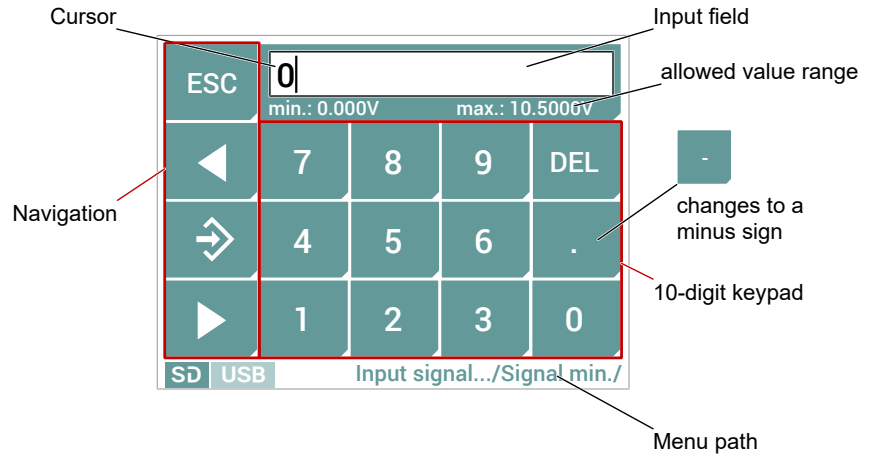 Cursor
Input field
ESC
0
allowed value range
min.: 0.000V
max.: 10.5000V
7
8
9
DEL
-
Navigation
changes to a
minus sign
4
5
6
.
10-digit keypad
1
2
3
0
SD
USB
Input signal.../Signal min./
Menu path